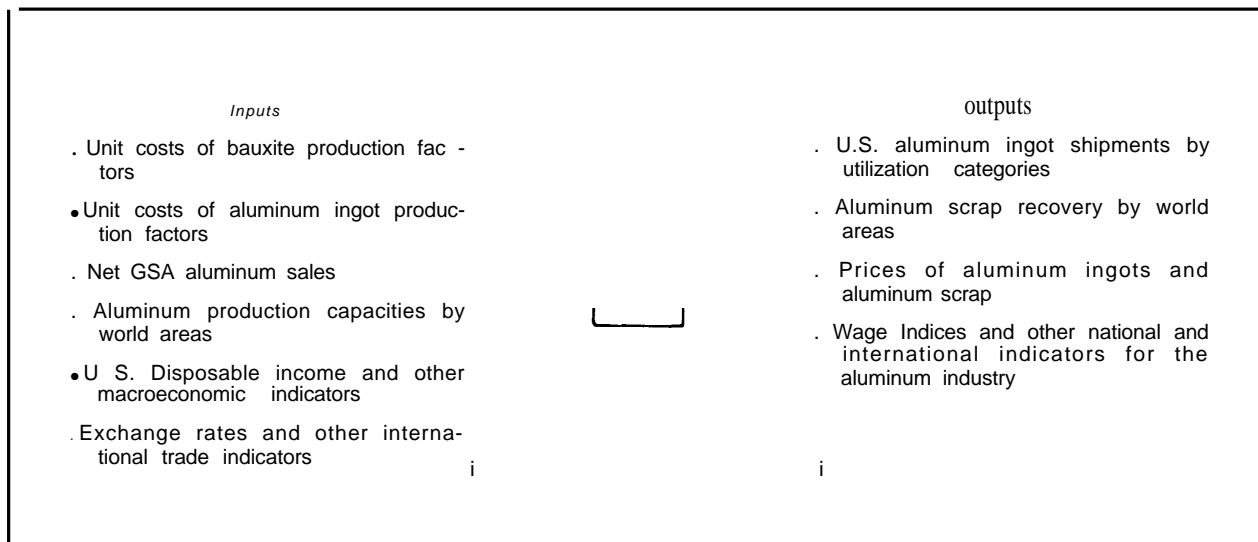 Inputs
. Unit costs of bauxite production fac -
tors
• Unit costs of aluminum ingot produc-
tion factors
. Net GSA aluminum sales
. Aluminum production capacities by
world areas
• U S. Disposable income and other
macroeconomic indicators
. Exchange rates and other interna-
tional trade indicators
i
outputs
. U.S. aluminum ingot shipments by
utilization categories
. Aluminum scrap recovery by world
areas
. Prices of aluminum ingots and
aluminum scrap
. Wage Indices and other national and
international indicators for the
aluminum industry
i